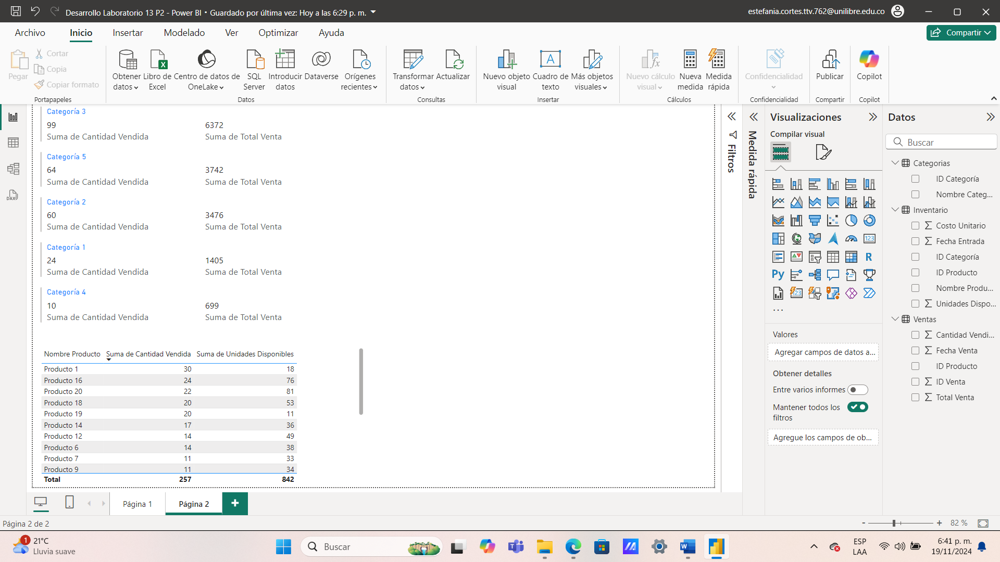 Desarrollo Laboratorio 13 P2 - Power BI • Guardado por última vez: Hoy a las 6:29 p. m.
estefania.cortes.ttv.762@unilibre.edu.co
Archivo Inicio Insertar Modelado Ver Optimizar Ayuda
Compartir
Pegar
Cortar
Copia
Copiar formato
Portapapeles
Obtener datos
Libro de Excel
Centro de datos de OneLake
SQL Server
Introducir datos
Dataverse
Orígenes recientes
Datos
Transformar datos
Actualizar
Consultas
Nuevo objeto visual
Cuadro de texto
A
Más objetos visuales
Insertar
Nuevo cálculo visual
Nueva medida
Medida rápida
Cálculos
Confidencialidad
Confidencialidad
Publicar
Compartir
Copilot
Copilot
Categoría 3
99 6372
Suma de Cantidad Vendida Suma de Total Venta
Categoría 5
64 3742
Suma de Cantidad Vendida Suma de Total Venta
Categoría 2
60 3476
Suma de Cantidad Vendida Suma de Total Venta
Categoría 1
24 1405
Suma de Cantidad Vendida Suma de Total Venta
Categoría 4
10 699
Suma de Cantidad Vendida Suma de Total Venta
Nombre Producto Suma de Cantidad Vendida Suma de Unidades Disponibles
Producto 1 30 18
Producto 16 24 76
Producto 20 22 81
Producto 18 20 53
Producto 19 20 11
Producto 14 17 36
Producto 12 14 49
Producto 6 14 38
Producto 7 11 33
Producto 9 11 34
Total 257 842
Filtros
Medida rápida
Visualizaciones
Compilar visual
123
R
Py
123
...
Valores
Agregar campos de datos a...
Obtener detalles
Entre varios informes
Mantener todos los
filtros
Agregue los campos de ob...
Datos
Buscar
Categorias
ID Categoría
Nombre Categ...
Inventario
Costo Unitario
Fecha Entrada
ID Categoría
ID Producto
Nombre Produ...
Unidades Dispo...
Ventas
Cantidad Vendi...
Fecha Venta
ID Producto
ID Venta
Total Venta
DAX
Página 1 Página 2 +
Página 2 de 2
- + 82 %
1
21°C
Lluvia suave
Buscar
ESP
LAA
6:41 p. m.
19/11/2024